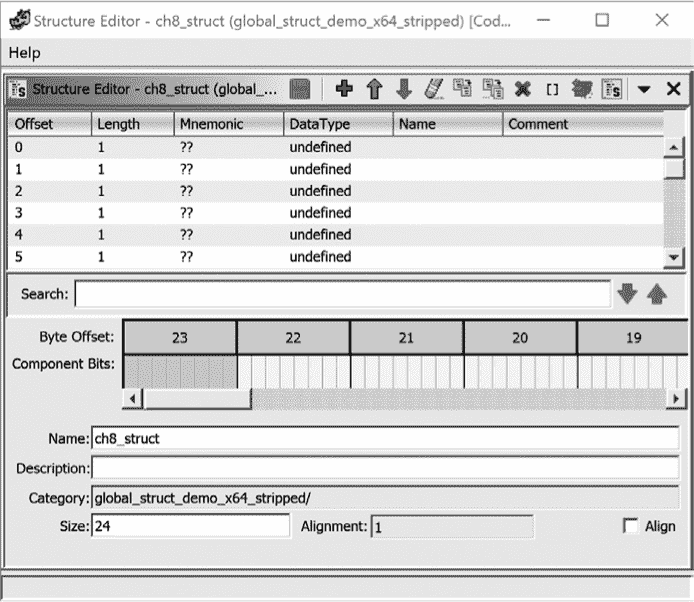 Structure Editor - ch8_struct (global_struct_demo_x64_stripped) [Cod...
Help
Structure Editor - ch8_struct (global_...
Offset Length Mnemonic DataType Name Comment
0 1 ?? undefined
1 1 ?? undefined
2 1 ?? undefined
3 1 ?? undefined
4 1 ?? undefined
5 1 ?? undefined
Search:
Byte Offset: 23 22 21 20 19
Component Bits:
Name: ch8_struct
Description:
Category: global_struct_demo_x64_stripped/
Size: 24 Alignment: 1 Align